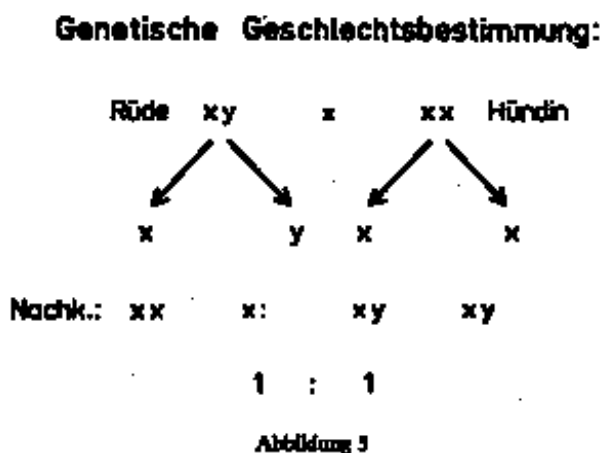 Genetische Geschlechtsbestimmung:
Rüde xy x xx Hündin
x y x x
Nachk.: xx x: xy xy
1 : 1
Abbildung 5